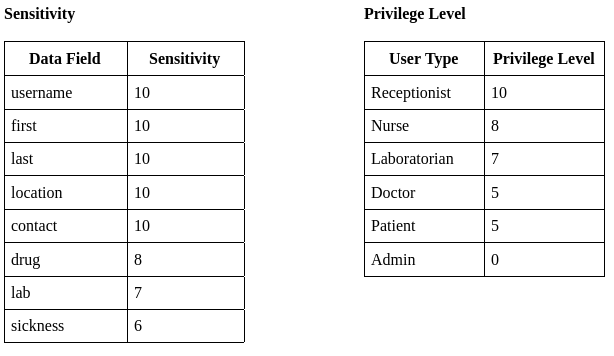 Sensitivity
Data Field Sensitivity
username 10
first 10
last 10
location 10
contact 10
drug 8
lab 7
sickness 6
Privilege Level
User Type Privilege Level
Receptionist 10
Nurse 8
Laboratorian 7
Doctor 5
Patient 5
Admin 0